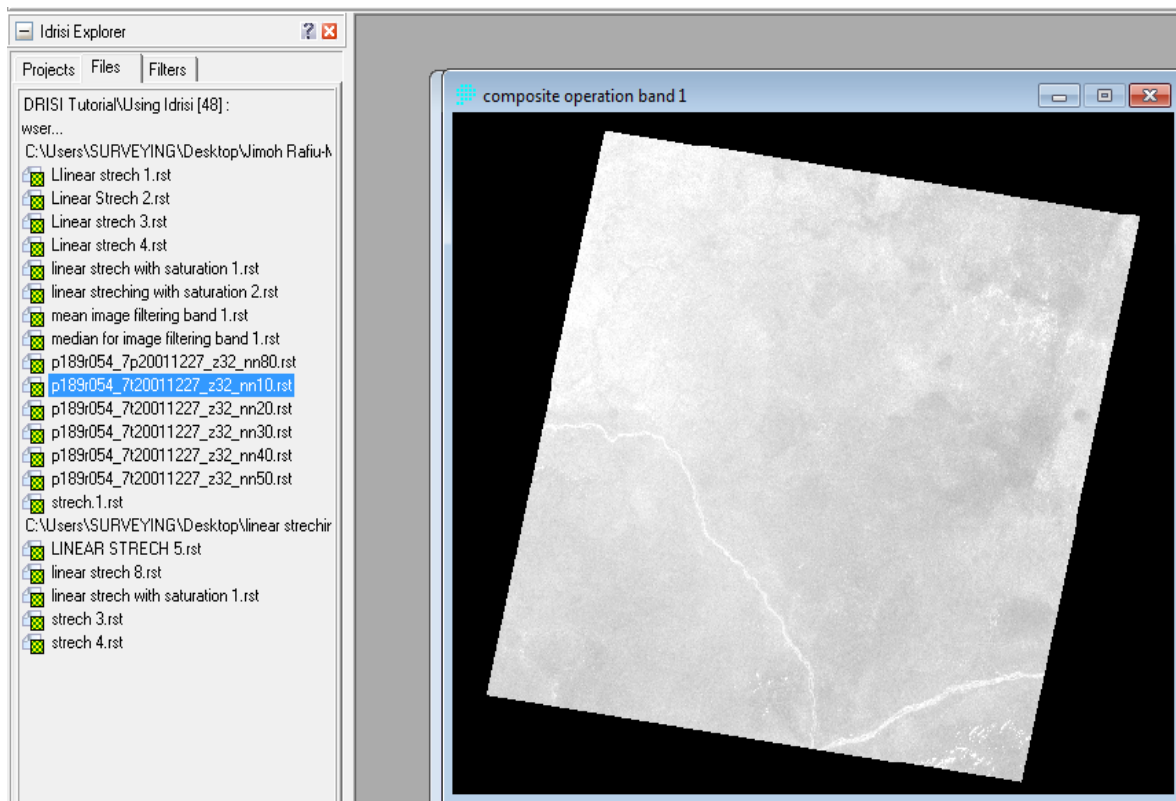 Idrisi Explorer
Projects Files Filters
DRISI Tutorial\Using Idrisi [48] :
wser...
C:\Users\SURVEYING\Desktop\Jimoh Rafiu-M
Llinear strech 1.rst
Linear Strech 2.rst
Linear strech 3.rst
Linear strech 4.rst
linear strech with saturation 1.rst
linear streching with saturation 2.rst
mean image filtering band 1.rst
median for image filtering band 1.rst
p189r054_7p20011227_z32_nn80.rst
p189r054_7t20011227_z32_nn10.rst
p189r054_7t20011227_z32_nn20.rst
p189r054_7t20011227_z32_nn30.rst
p189r054_7t20011227_z32_nn40.rst
p189r054_7t20011227_z32_nn50.rst
strech.1.rst
C:\Users\SURVEYING\Desktop\linear strechir
LINEAR STRECH 5.rst
linear strech 8.rst
linear strech with saturation 1.rst
strech 3.rst
strech 4.rst
composite operation band 1